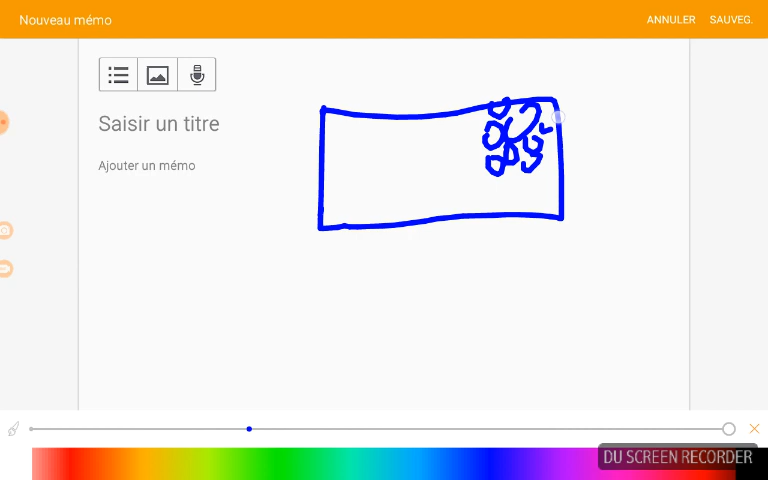 Nouveau mémo
ANNULER SAUVEG.
Saisir un titre
Ajouter un mémo
DU SCREEN RECORDER